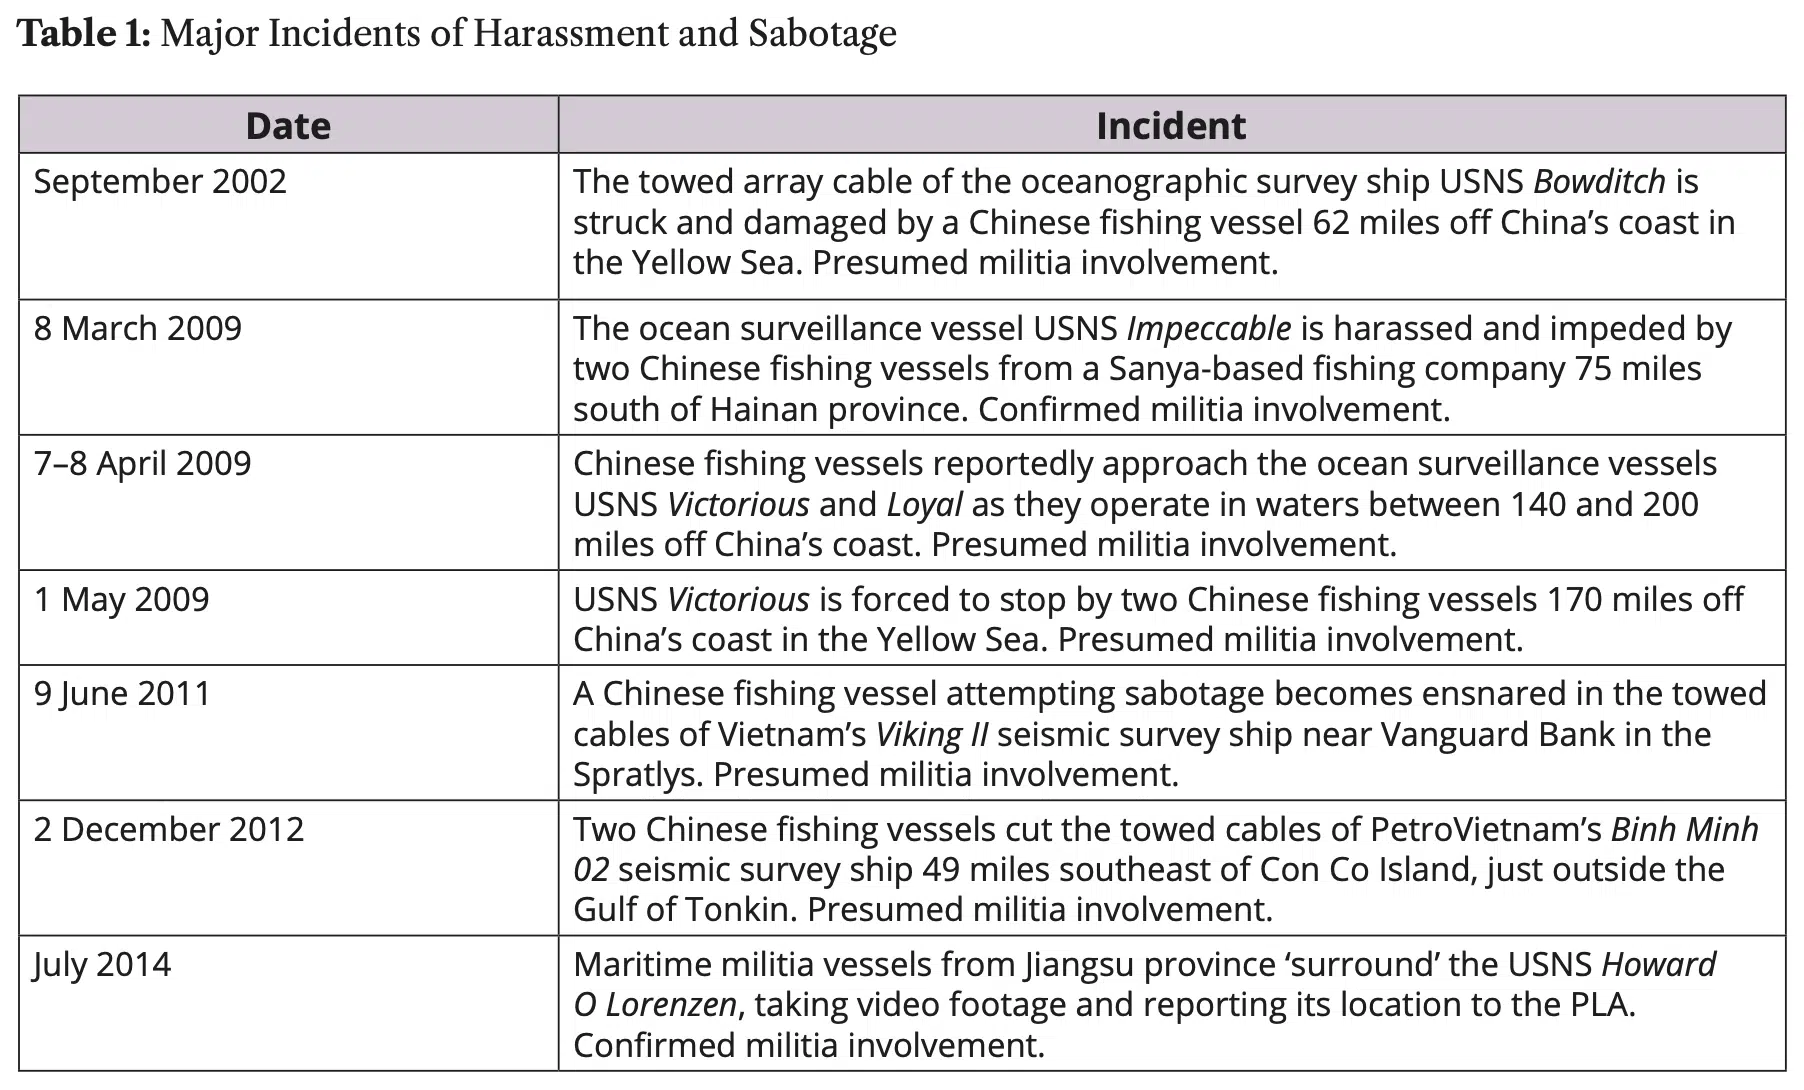 Table 1: Major Incidents of Harassment and Sabotage
Date
Incident
September 2002
The towed array cable of the oceanographic survey ship USNS Bowditch is
struck and damaged by a Chinese fishing vessel 62 miles off China’s coast in
the Yellow Sea. Presumed militia involvement.
8 March 2009
The ocean surveillance vessel USNS Impeccable is harassed and impeded by
two Chinese fishing vessels from a Sanya-based fishing company 75 miles
south of Hainan province. Confirmed militia involvement.
7–8 April 2009
Chinese fishing vessels reportedly approach the ocean surveillance vessels
USNS Victorious and Loyal as they operate in waters between 140 and 200
miles off China’s coast. Presumed militia involvement.
1 May 2009
USNS Victorious is forced to stop by two Chinese fishing vessels 170 miles off
China’s coast in the Yellow Sea. Presumed militia involvement.
9 June 2011
A Chinese fishing vessel attempting sabotage becomes ensnared in the towed
cables of Vietnam’s Viking II seismic survey ship near Vanguard Bank in the
Spratlys. Presumed militia involvement.
2 December 2012
Two Chinese fishing vessels cut the towed cables of PetroVietnam’s Binh Minh
02 seismic survey ship 49 miles southeast of Con Co Island, just outside the
Gulf of Tonkin. Presumed militia involvement.
July 2014
Maritime militia vessels from Jiangsu province ‘surround’ the USNS Howard
O Lorenzen, taking video footage and reporting its location to the PLA.
Confirmed militia involvement.